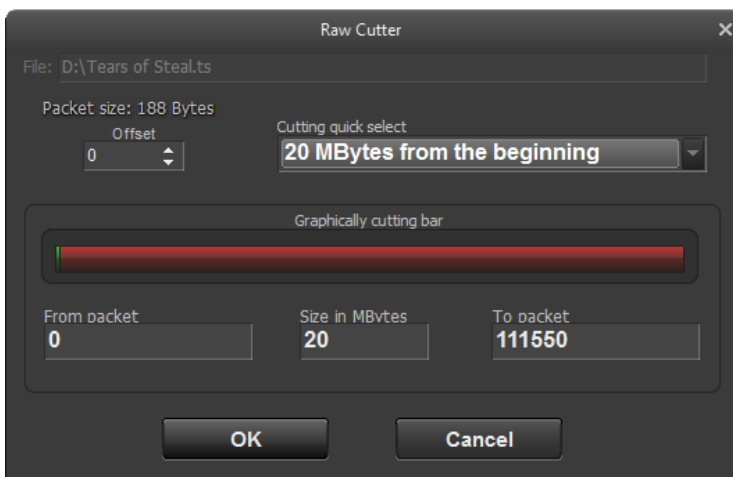 Raw Cutter
File: D:\Tears of Steal.ts
Packet size: 188 Bytes
Offset
0
Cutting quick select
20 MBytes from the beginning
Graphically cutting bar
From packet
0
Size in MBytes
20
To packet
111550
OK
Cancel